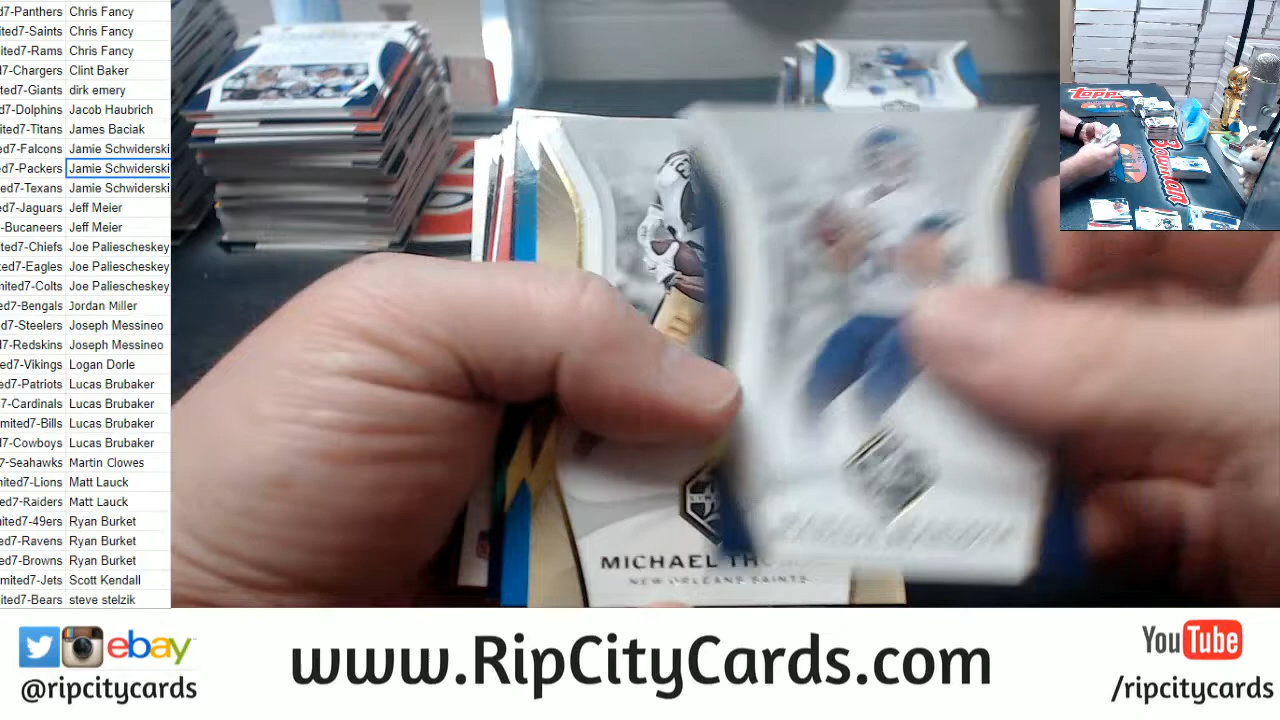 7-Panthers Chris Fancy
ited7-Saints Chris Fancy
ited7-Rams Chris Fancy
7-Chargers Clint Baker
ted7-Giants dirk emery
d7-Dolphins Jacob Haubrich
ited7-Titans James Baciak
ed7-Falcons Jamie Schwiderski
ed7-Packers Jamie Schwiderski
ed7-Texans Jamie Schwiderski
d7-Jaguars Jeff Meier
-Bucaneers Jeff Meier
ited7-Chiefs Joe Paliescheskey
ited7-Eagles Joe Paliescheskey
mited7-Colts Joe Paliescheskey
ed7-Bengals Jordan Miller
d7-Steelers Joseph Messineo
7-Redskins Joseph Messineo
ed7-Vikings Logan Dorle
ed7-Patriots Lucas Brubaker
7-Cardinals Lucas Brubaker
mited7-Bills Lucas Brubaker
d7-Cowboys Lucas Brubaker
7-Seahawks Martin Clowes
nited7-Lions Matt Lauck
ed7-Raiders Matt Lauck
nited7-49ers Ryan Burket
ted7-Ravens Ryan Burket
ed7-Browns Ryan Burket
mited7-Jets Scott Kendall
ited7-Bears steve stelzik
MICHAEL
NEW ORLEANS SAINTS
topps
Bowman
ebay
@ripcitycards
www.RipCityCards.com
YouTube
/ripcitycards